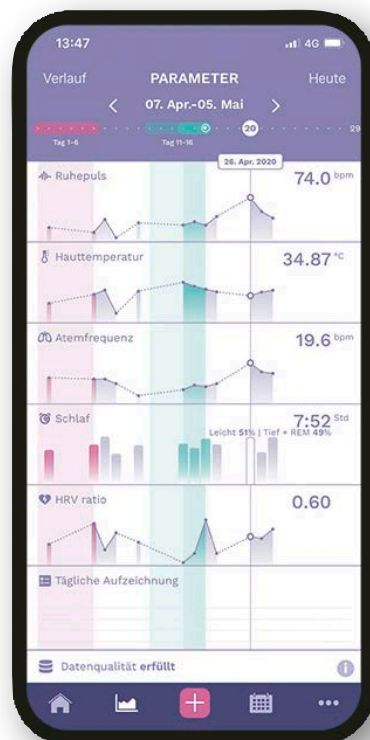 13:47
4G
Verlauf PARAMETER Heute
< 07. Apr.-05. Mai >
20 29
Tag 1-6 Tag 11-16
26. Apr. 2020
Ruhepuls 74.0 bpm
Hauttemperatur 34.87 °C
Atemfrequenz 19.6 bpm
Schlaf 7:52 Std
Leicht 51% | Tief + REM 49%
HRV ratio 0.60
Tägliche Aufzeichnung
Datenqualität erfüllt